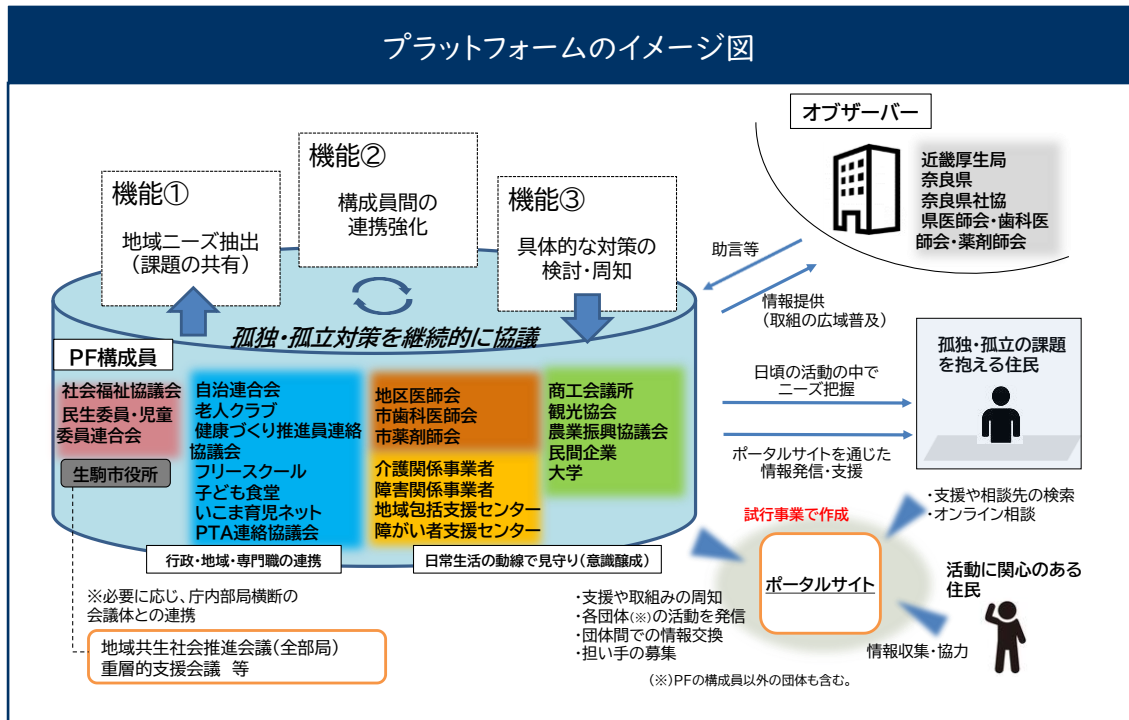 プラットフォームのイメージ図
オブザーバー
近畿厚生局
奈良県
奈良県社協
県医師会・歯科医
師会・薬剤師会
機能①
地域ニーズ抽出
(課題の共有)
機能②
構成員間の
連携強化
機能③
具体的な対策の
検討・周知
助言等
情報提供
(取組の広域普及)
孤独・孤立対策を継続的に協議
PF構成員
社会福祉協議会
民生委員・児童
委員連合会
生駒市役所
自治連合会
老人クラブ
健康づくり推進員連絡
協議会
フリースクール
子ども食堂
いこま育児ネット
PTA連絡協議会
地区医師会
市歯科医師会
市薬剤師会
介護関係事業者
障害関係事業者
地域包括支援センター
障がい者支援センター
商工会議所
観光協会
農業振興協議会
民間企業
大学
行政・地域・専門職の連携
日常生活の動線で見守り(意識醸成)
日頃の活動の中で
ニーズ把握
ポータルサイトを通じた
情報発信・支援
孤独・孤立の課題
を抱える住民
・支援や相談先の検索
・オンライン相談
試行事業で作成
ポータルサイト
活動に関心のある
住民
情報収集・協力
※必要に応じ、庁内部局横断の
会議体との連携
地域共生社会推進会議(全部局)
重層的支援会議 等
・支援や取組みの周知
・各団体(※)の活動を発信
・団体間での情報交換
・担い手の募集
(※)PFの構成員以外の団体も含む。